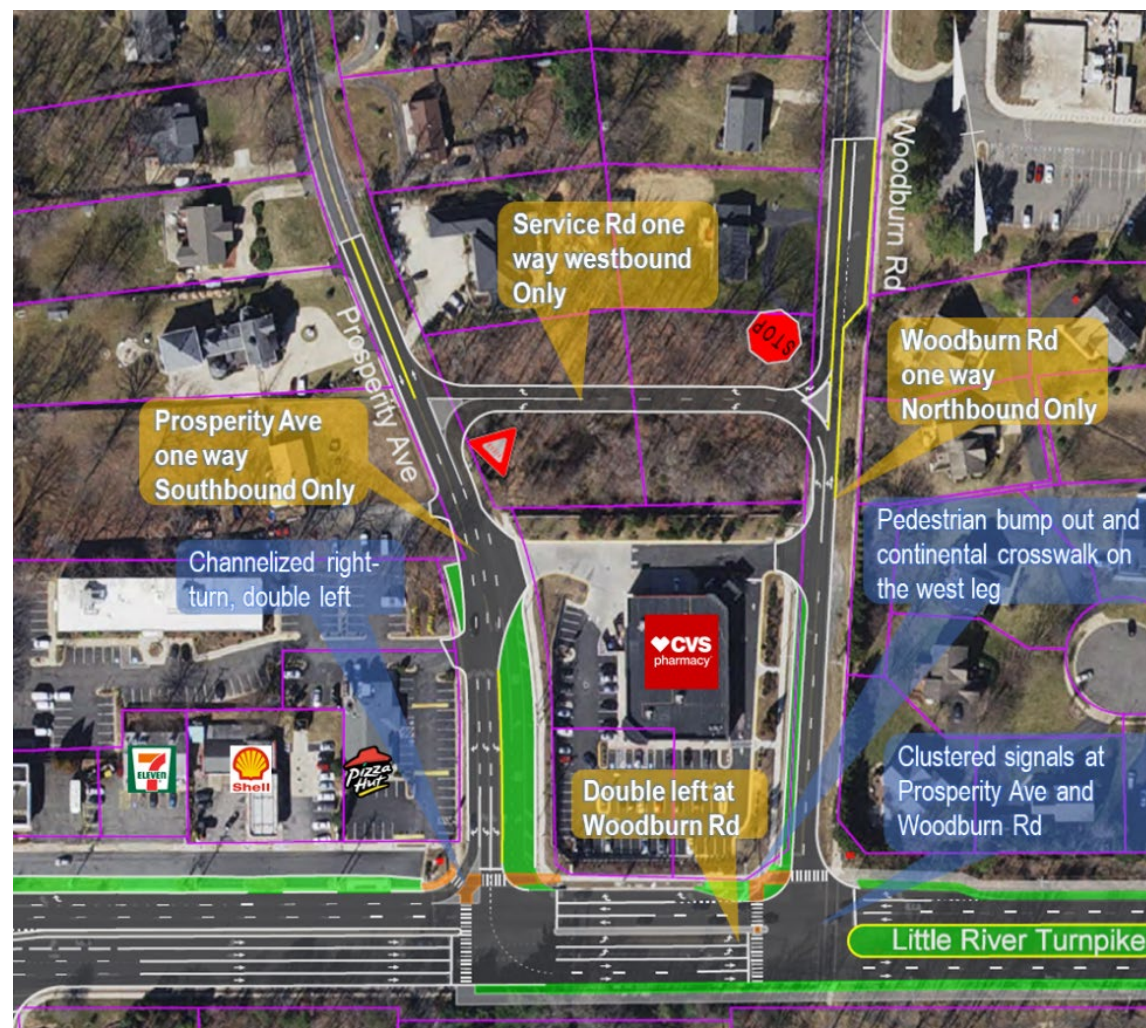 Woodburn Rd
Service Rd one
way westbound
Only
STOP
Prosperity Ave
Woodburn Rd
one way
Northbound Only
Prosperity Ave
one way
Southbound Only
Pedestrian bump out and
continental crosswalk on
the west leg
Channelized right-
turn, double left
CVS
pharmacy
7
ELEVEN
Shell
Pizza
Hut
Double left at
Woodburn Rd
Clustered signals at
Prosperity Ave and
Woodburn Rd
Little River Turnpike